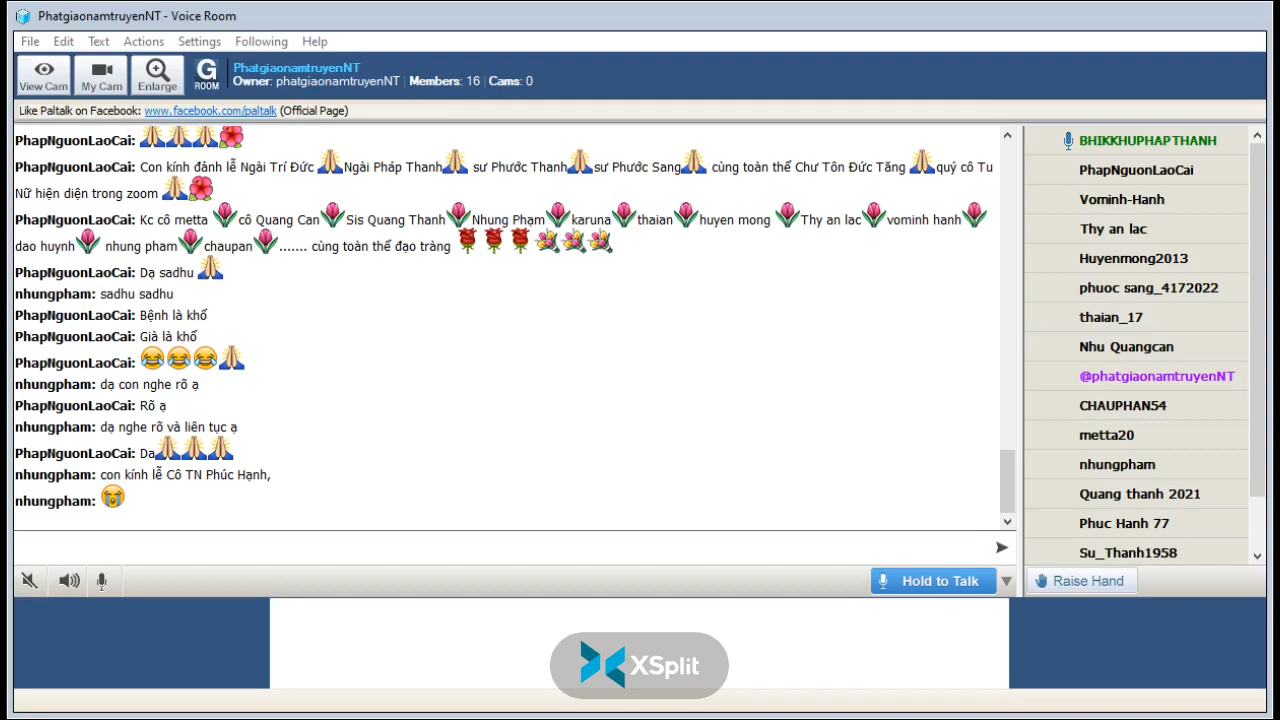 PhatgiaonamtruyenNT - Voice Room
File Edit Text Actions Settings Following Help
View Cam My Cam Enlarge G ROOM
PhatgiaonamtruyenNT
Owner: phatgiaonamtruyenNT | Members: 16 | Cams: 0
Like Paltalk on Facebook: www.facebook.com/paltalk (Official Page)
PhapNguonLaoCai:
PhapNguonLaoCai: Con kính đảnh lễ Ngài Trí Đức Ngài Pháp Thanh sư Phước Thanh sư Phước Sang cùng toàn thể Chư Tôn Đức Tăng quý cô Tu
Nữ hiện diện trong zoom
PhapNguonLaoCai: Kc cô metta cô Quang Can Sis Quang Thanh Nhung Phạm karuna thaian huyen mong Thy an lac vominh hanh
dao huynh nhung pham chaupan ....... cùng toàn thể đạo tràng
PhapNguonLaoCai: Dạ sadhu
nhungpham: sadhu sadhu
PhapNguonLaoCai: Bệnh là khổ
PhapNguonLaoCai: Già là khổ
PhapNguonLaoCai:
nhungpham: dạ con nghe rõ ạ
PhapNguonLaoCai: Rõ ạ
nhungpham: dạ nghe rõ và liên tục ạ
PhapNguonLaoCai: Da
nhungpham: con kính lễ Cô TN Phúc Hạnh,
nhungpham:
BHIKKHUPHAPTHANH
PhapNguonLaoCai
Vominh-Hanh
Thy an lac
Huyenmong2013
phuoc sang_4172022
thaian_17
Nhu Quangcan
@phatgiaonamtruyenNT
CHAUPHAN54
metta20
nhungpham
Quang thanh 2021
Phuc Hanh 77
Su_Thanh1958
Hold to Talk
Raise Hand
XSplit